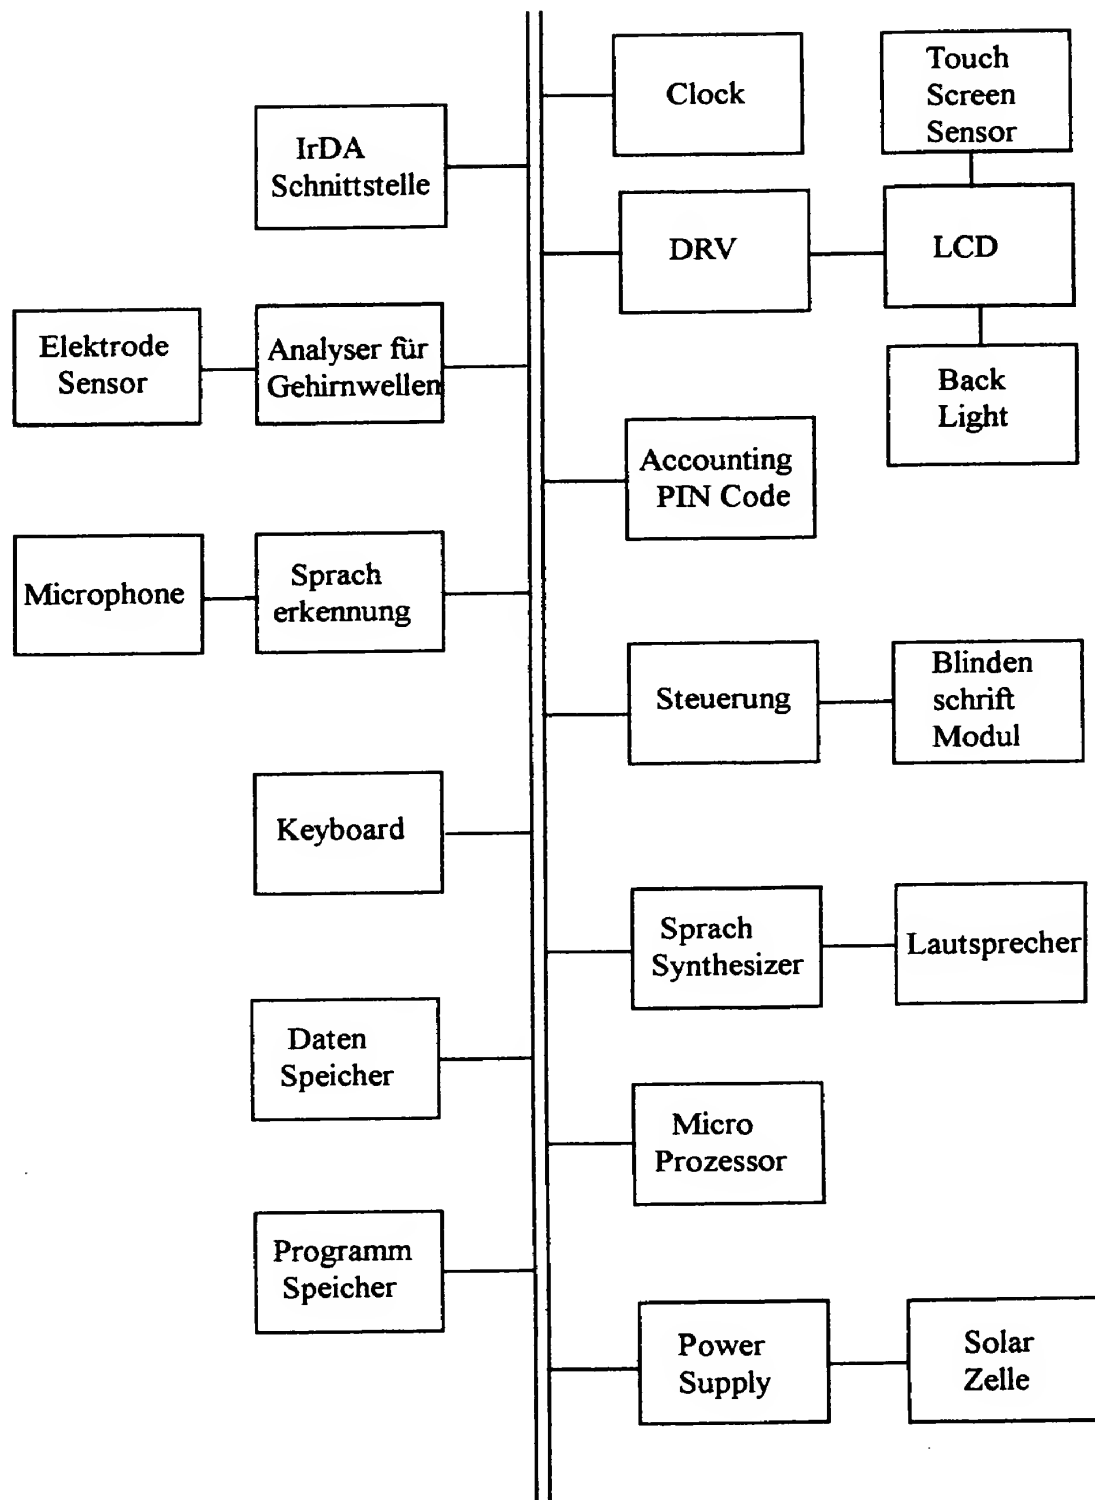 Clock
Touch
Screen
Sensor
IrDA
Schnittstelle
DRV
LCD
Elektrode
Sensor
Analyser für
Gehirnwellen
Back
Light
Accounting
PIN Code
Microphone
Sprach
erkennung
Steuerung
Blinden
schrift
Modul
Keyboard
Sprach
Synthesizer
Lautsprecher
Daten
Speicher
Micro
Prozessor
Programm
Speicher
Power
Supply
Solar
Zelle